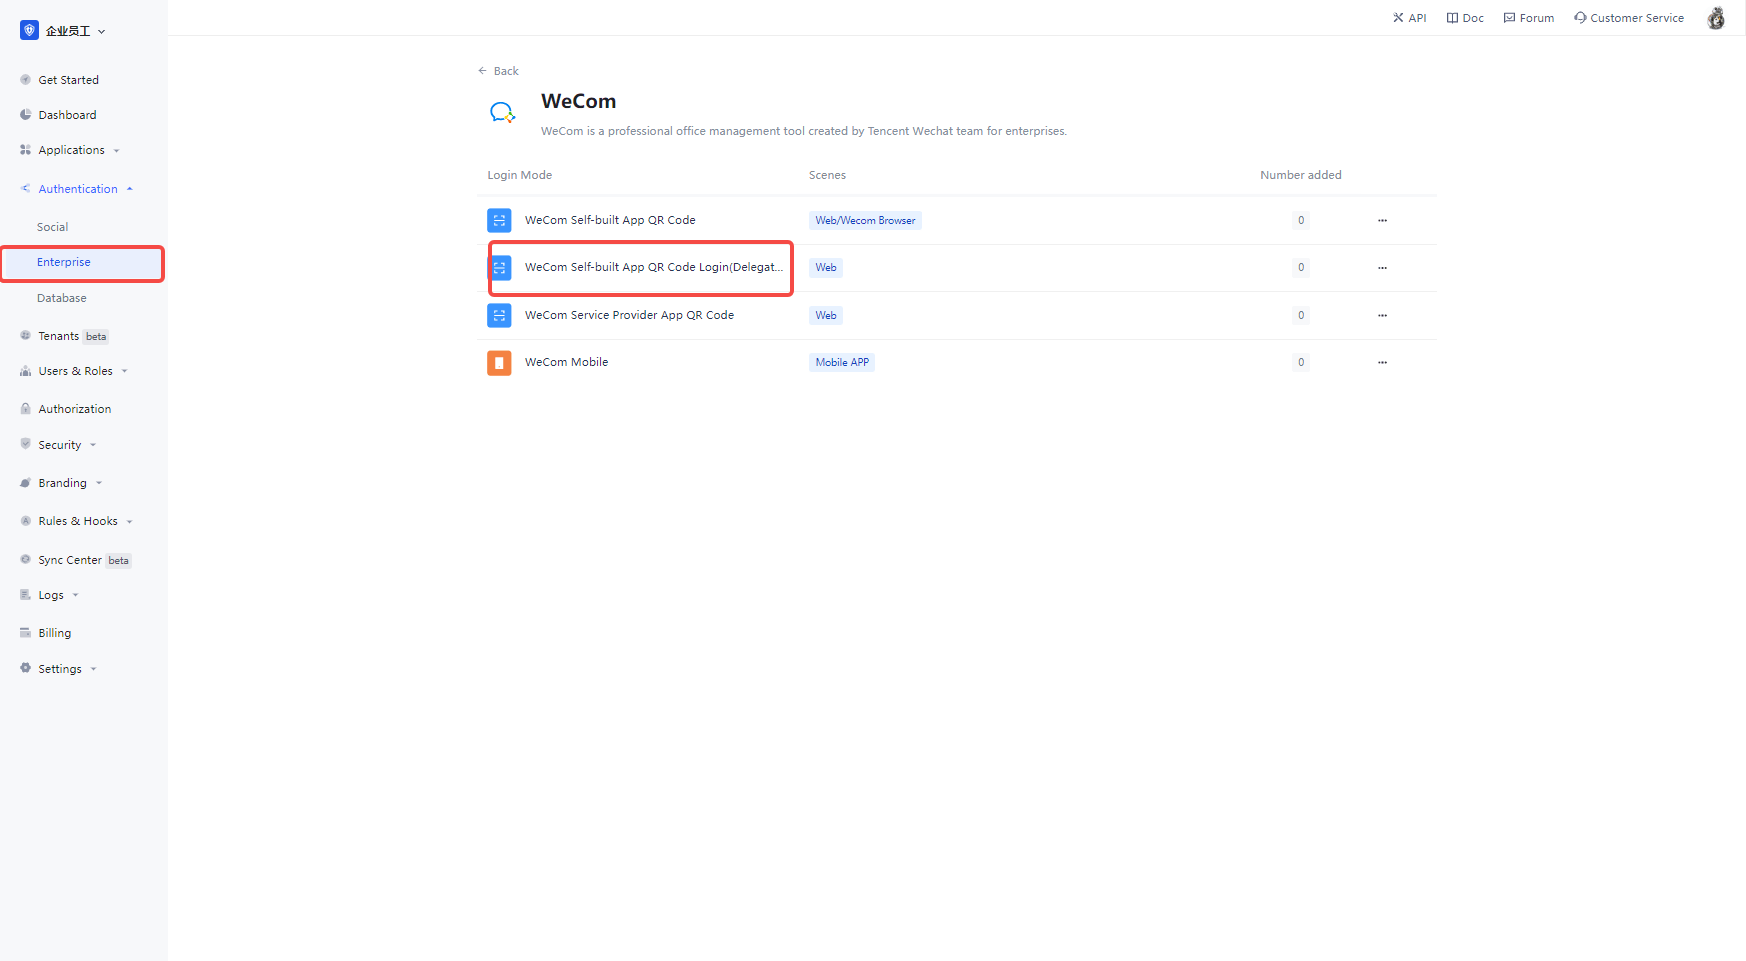 企业员工
API Doc Forum Customer Service
Get Started
Dashboard
Applications
Authentication
Social
Enterprise
Database
Tenants beta
Users & Roles
Authorization
Security
Branding
Rules & Hooks
Sync Center beta
Logs
Billing
Settings
Back
WeCom
WeCom is a professional office management tool created by Tencent Wechat team for enterprises.
Login Mode Scenes Number added
WeCom Self-built App QR Code Web/Wecom Browser 0 ···
WeCom Self-built App QR Code Login(Delegat... Web 0 ···
WeCom Service Provider App QR Code Web 0 ···
WeCom Mobile Mobile APP 0 ···